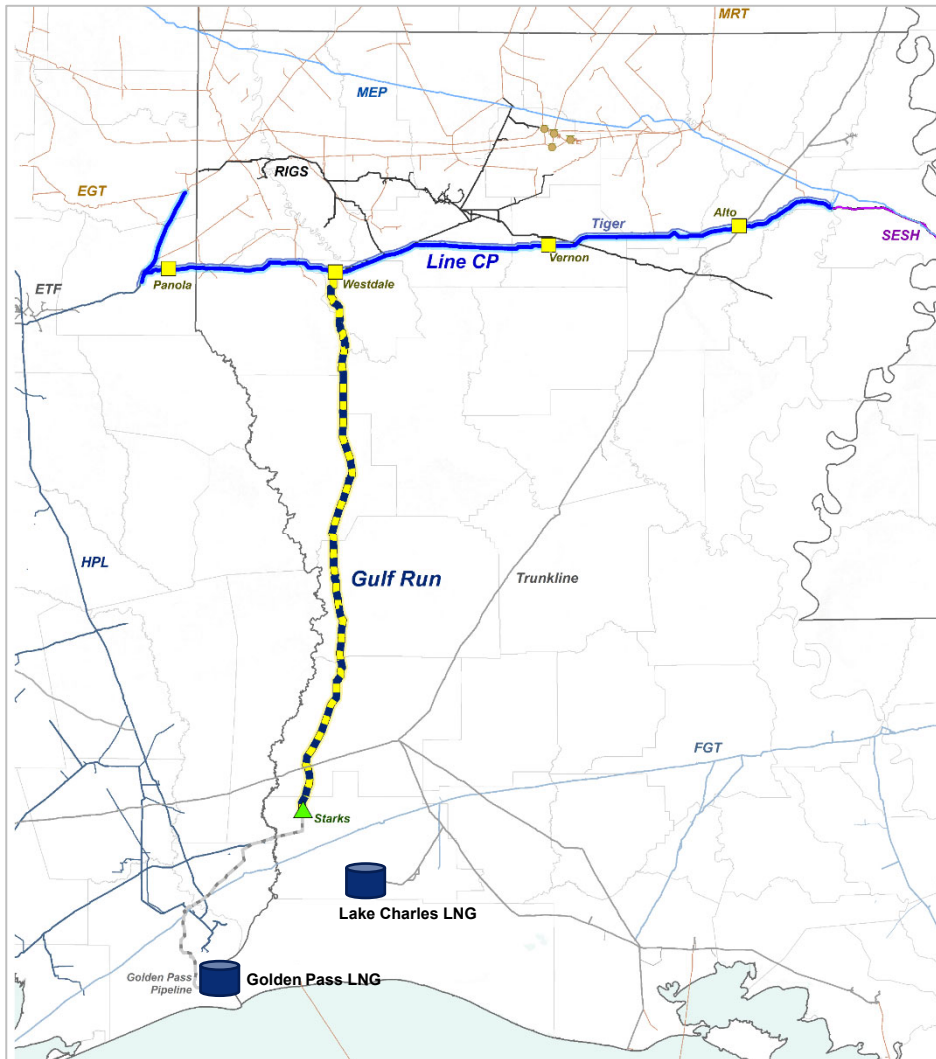 MRT
MEP
RIGS
EGT
Alto
Tiger
SESH
Line CP
Vernon
Panola
Westdale
ETF
HPL
Gulf Run
Trunkline
FGT
Starks
Lake Charles LNG
Golden Pass
Pipeline
Golden Pass LNG